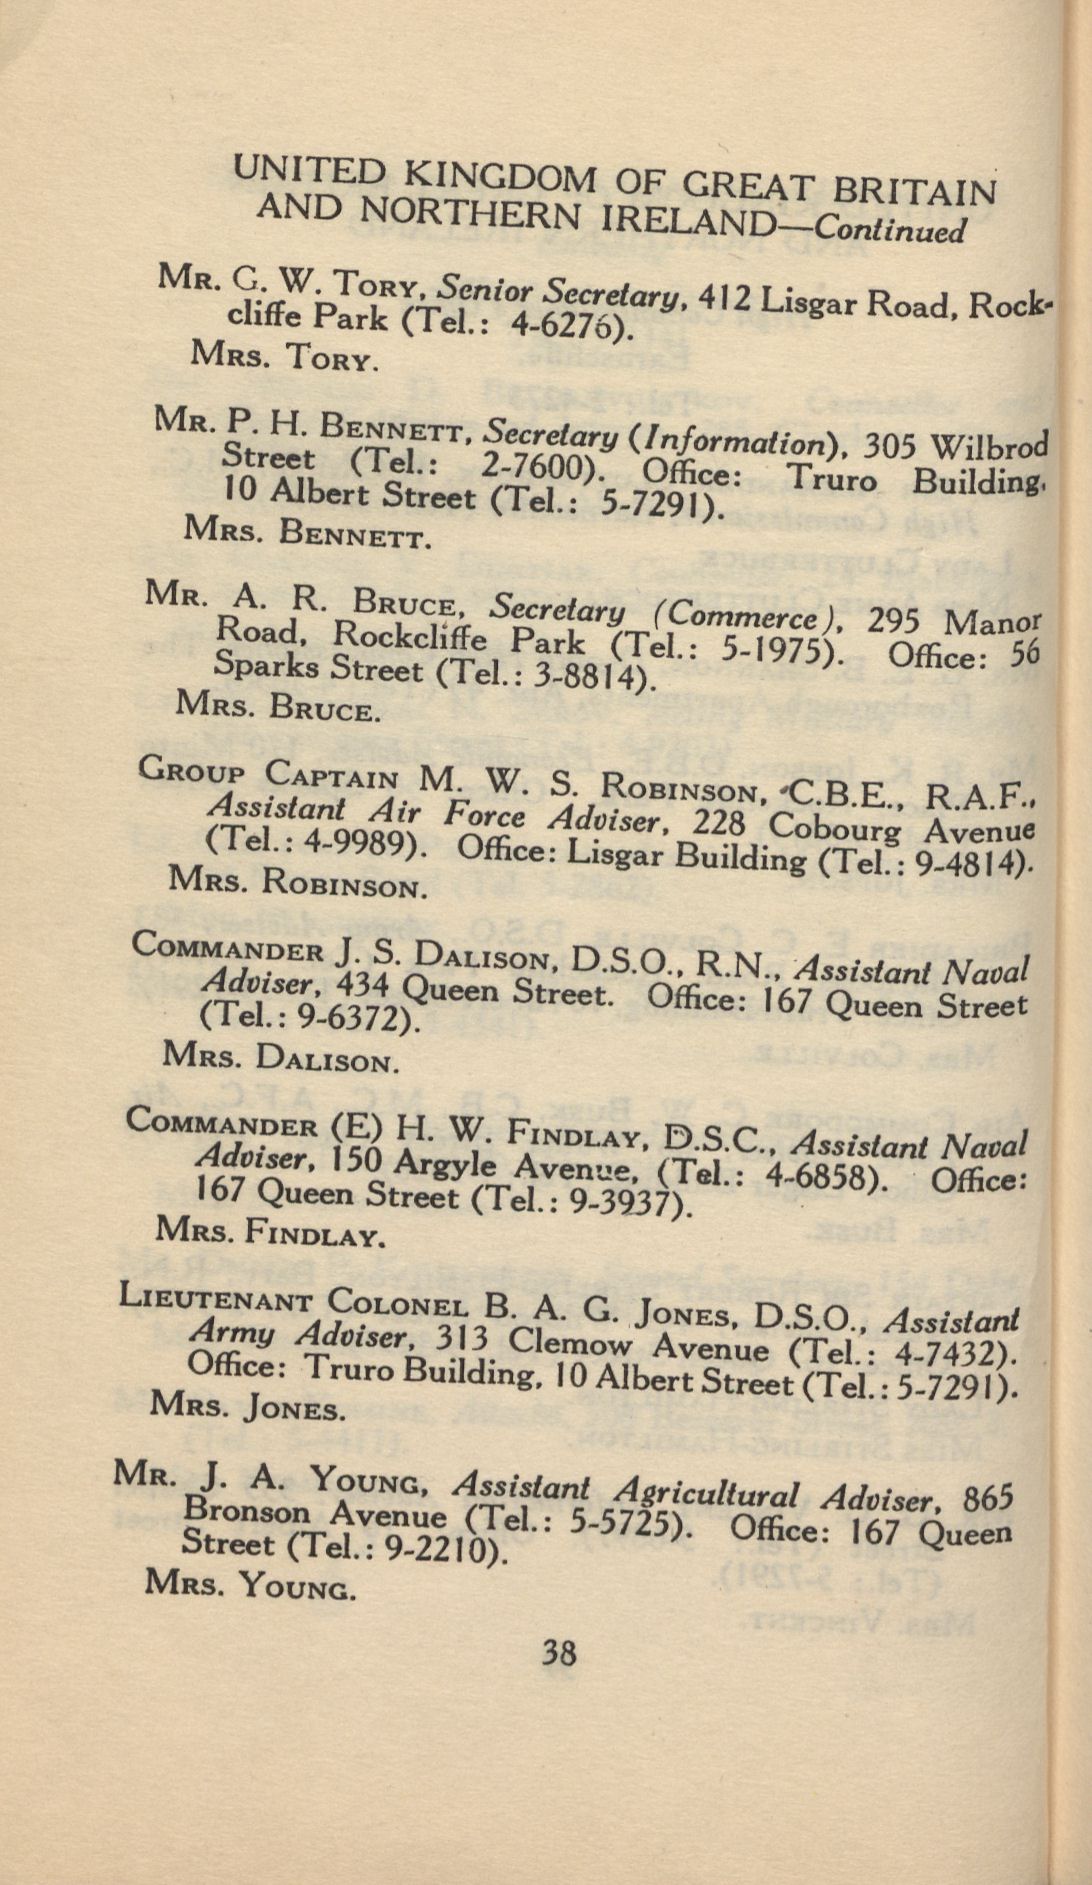 UNITED KINGDOM OF GREAT BRITAIN
AND NORTHERN IRELAND—Continued
MR. G. W. TORY, Senior Secretary, 412 Lisgar Road, Rock-
cliffe Park (Tel.: 4-6276).
MRS. TORY.
MR. P. H. BENNETT, Secretary (Information), 305 Wilbrod
Street (Tel.: 2-7600). Office: Truro Building,
10 Albert Street (Tel.: 5-7291).
MRS. BENNETT.
MR. A. R. BRUCE, Secretary (Commerce), 295 Manor
Road, Rockcliffe Park (Tel.: 5-1975). Office: 56
Sparks Street (Tel.: 3-8814).
MRS. BRUCE.
GROUP CAPTAIN M. W. S. ROBINSON, C.B.E., R.A.F.,
Assistant Air Force Adviser, 228 Cobourg Avenue
(Tel.: 4-9989). Office: Lisgar Building (Tel.: 9-4814).
MRS. ROBINSON.
COMMANDER J. S. DALISON, D.S.O., R.N., Assistant Naval
Adviser, 434 Queen Street. Office: 167 Queen Street
(Tel.: 9-6372).
MRS. DALISON.
COMMANDER (E) H. W. FINDLAY, D.S.C., Assistant Naval
Adviser, 150 Argyle Avenue, (Tel.: 4-6858). Office:
167 Queen Street (Tel.: 9-3937).
MRS. FINDLAY.
LIEUTENANT COLONEL B. A. G. JONES, D.S.O., Assistant
Army Adviser, 313 Clemow Avenue (Tel.: 4-7432).
Office: Truro Building, 10 Albert Street (Tel.: 5-7291).
MRS. JONES.
MR. J. A. YOUNG, Assistant Agricultural Adviser, 865
Bronson Avenue (Tel.: 5-5725). Office: 167 Queen
Street (Tel.: 9-2210).
MRS. YOUNG.
38